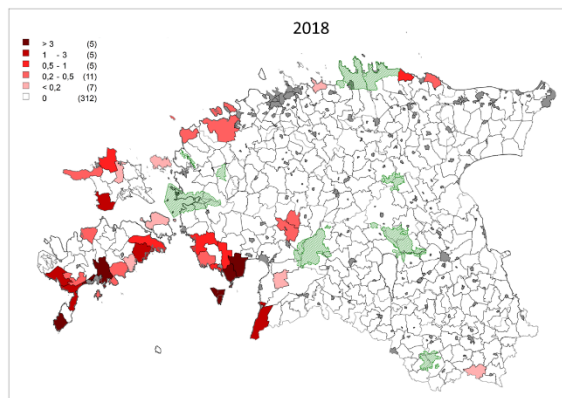 2018
> 3 (5)
1 - 3 (5)
0,5 - 1 (5)
0,2 - 0,5 (11)
< 0,2 (7)
0 (312)